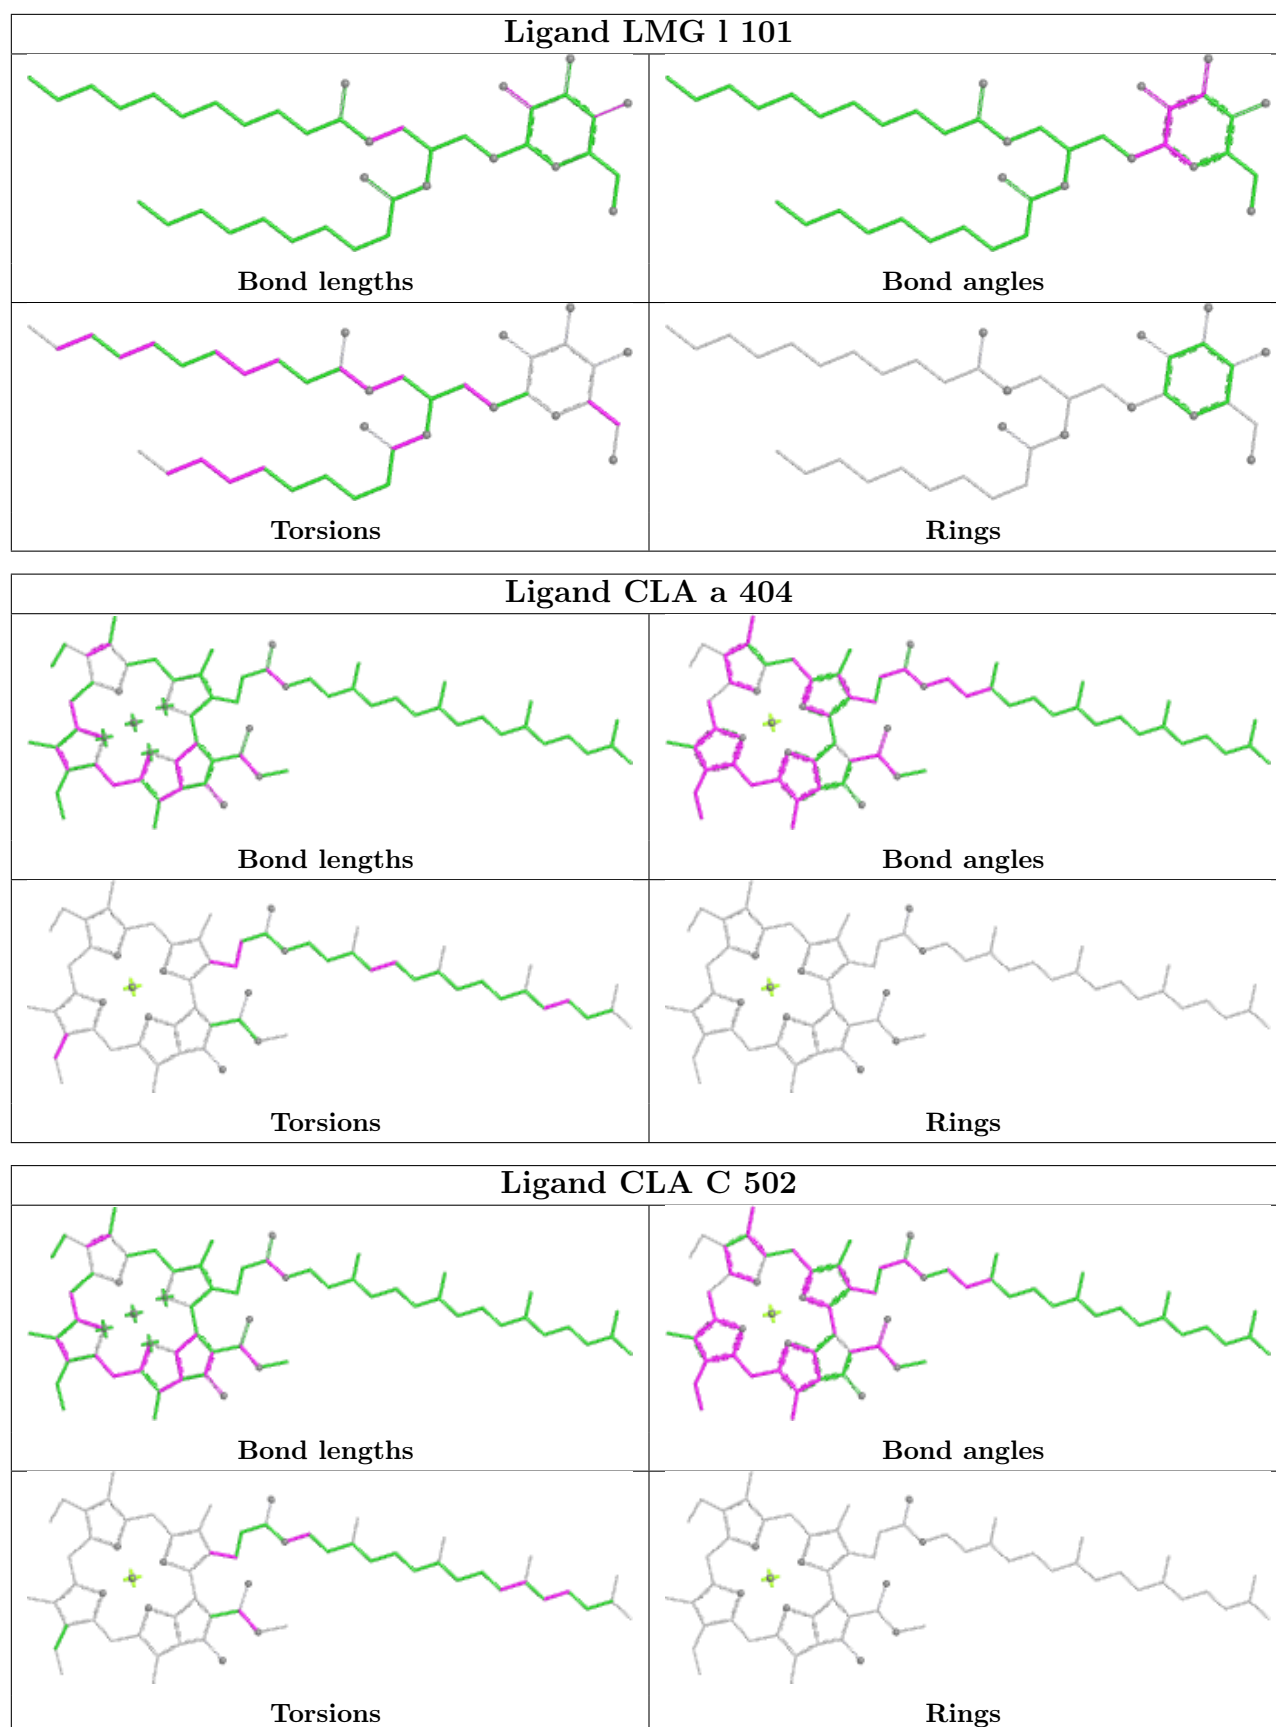 Ligand LMG l 101
Bond lengths
Bond angles
Torsions
Rings
Ligand CLA a 404
Bond lengths
Bond angles
Torsions
Rings
Ligand CLA C 502
Bond lengths
Bond angles
Torsions
Rings